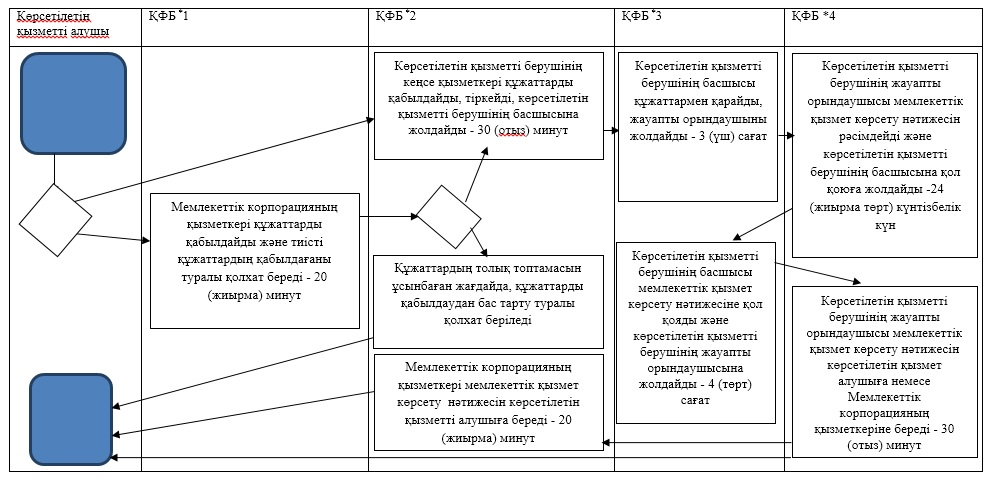 Көрсетілетін
қызметті алушы
ҚФБ *1
ҚФБ *2
ҚФБ *3
ҚФБ *4
Мемлекеттік корпорацияның
қызметкері құжаттарды
қабылдайды және тиісті
құжаттардың қабылдағаны
туралы қолхат береді - 20
(жиырма) минут
Көрсетілетін қызметті берушінің
кеңсе қызметкері құжаттарды
қабылдайды, тіркейді, көрсетілетін
қызметті берушінің басшысына
жолдайды - 30 (отыз) минут
Құжаттардың толық топтамасын
ұсынбаған жағдайда, құжаттарды
қабылдаудан бас тарту туралы
қолхат беріледі
Мемлекеттік корпорацияның
қызметкері мемлекеттік қызмет
көрсету нәтижесін көрсетілетін
қызметті алушыға береді - 20
(жиырма) минут
Көрсетілетін қызметті
берушінің басшысы
құжаттармен қарайды,
жауапты орындаушыны
жолдайды - 3 (үш) сағат
Көрсетілетін қызметті
берушінің басшысы
мемлекеттік қызмет
көрсету нәтижесіне қол
қояды және
көрсетілетін қызметті
берушінің жауапты
орындаушысына
жолдайды - 4 (төрт)
сағат
Көрсетілетін қызметті
берушінің жауапты
орындаушысы мемлекеттік
қызмет көрсету нәтижесін
рәсімдейді және
көрсетілетін қызметті
берушінің басшысына қол
қоюға жолдайды -24
(жиырма төрт) күнтізбелік
күн
Көрсетілетін қызметті
берушінің жауапты
орындаушысы мемлекеттік
қызмет көрсету нәтижесін
көрсетілетін қызмет
алушыға немесе
Мемлекеттік
корпорацияның
қызметкеріне береді - 30
(отыз) минут